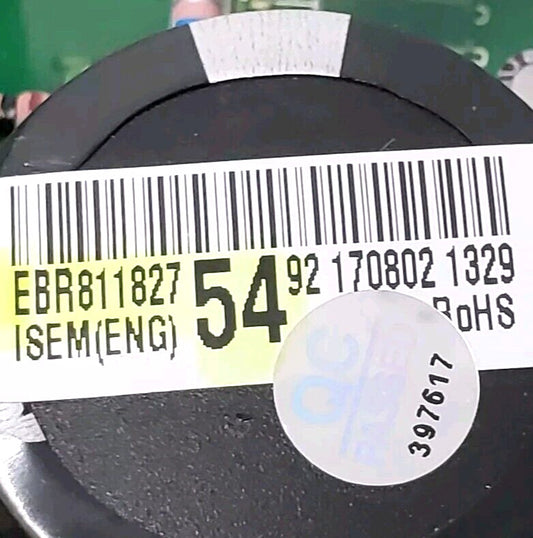 EBR811827 54 92 170802 1329
ISEM(ENG) RoHS
QC
PASSED
397617